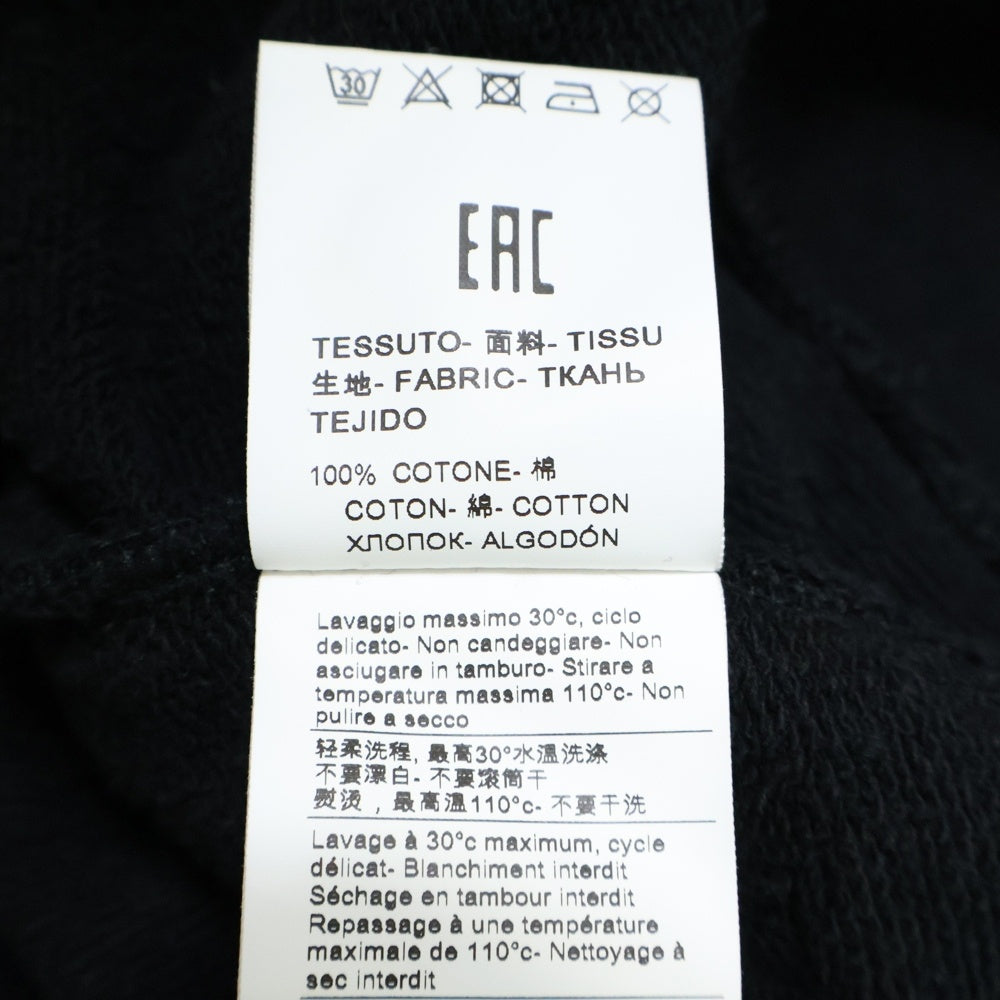 30
EAC
TESSUTO- 面料- TISSU
生地- FABRIC- ТКАНЬ
TEJIDO
100% COTONE- 棉
COTON- 綿- COTTON
ХЛОПОК- ALGODÓN
Lavaggio massimo 30°c, ciclo
delicato- Non candeggiare- Non
asciugare in tamburo- Stirare a
temperatura massima 110°c- Non
pulire a secco
轻柔洗程, 最高30°水溫洗涤
不要漂白- 不要滚筒干
熨烫，最高溫110°c- 不要干洗
Lavage à 30°c maximum, cycle
délicat- Blanchiment interdit
Séchage en tambour interdit
Repassage à une température
maximale de 110°c- Nettoyage à
sec interdit